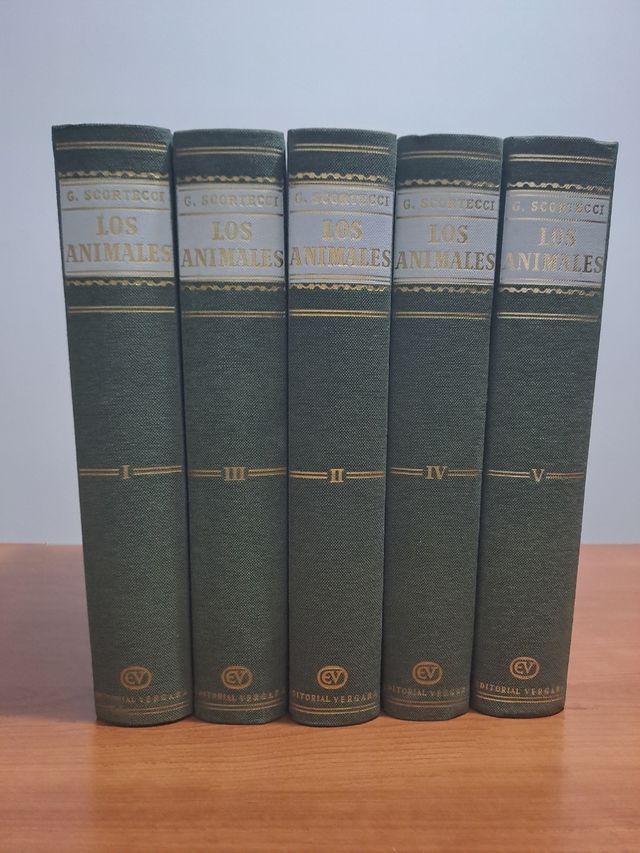 G. SCORTECCI
LOS
ANIMALES
I
EV
EDITORIAL VERGARA
G. SCORTECCI
LOS
ANIMALES
III
EV
EDITORIAL VERGARA
G. SCORTECCI
LOS
ANIMALES
II
EV
EDITORIAL VERGARA
G. SCORTECCI
LOS
ANIMALES
IV
EV
EDITORIAL VERGARA
G. SCORTECCI
LOS
ANIMALES
V
EV
EDITORIAL VERGARA